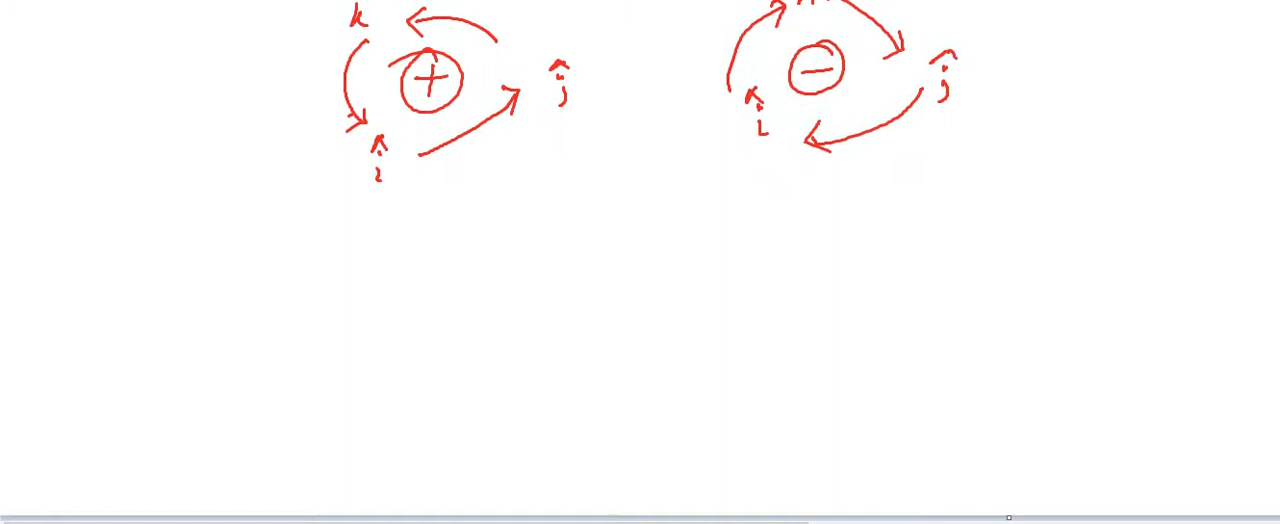 k
+
ĵ
î
−
ĵ
î